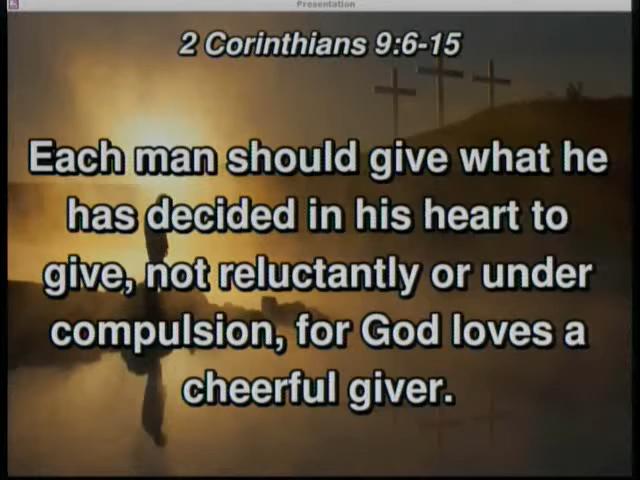 Presentation
2 Corinthians 9:6-15
Each man should give what he
has decided in his heart to
give, not reluctantly or under
compulsion, for God loves a
cheerful giver.